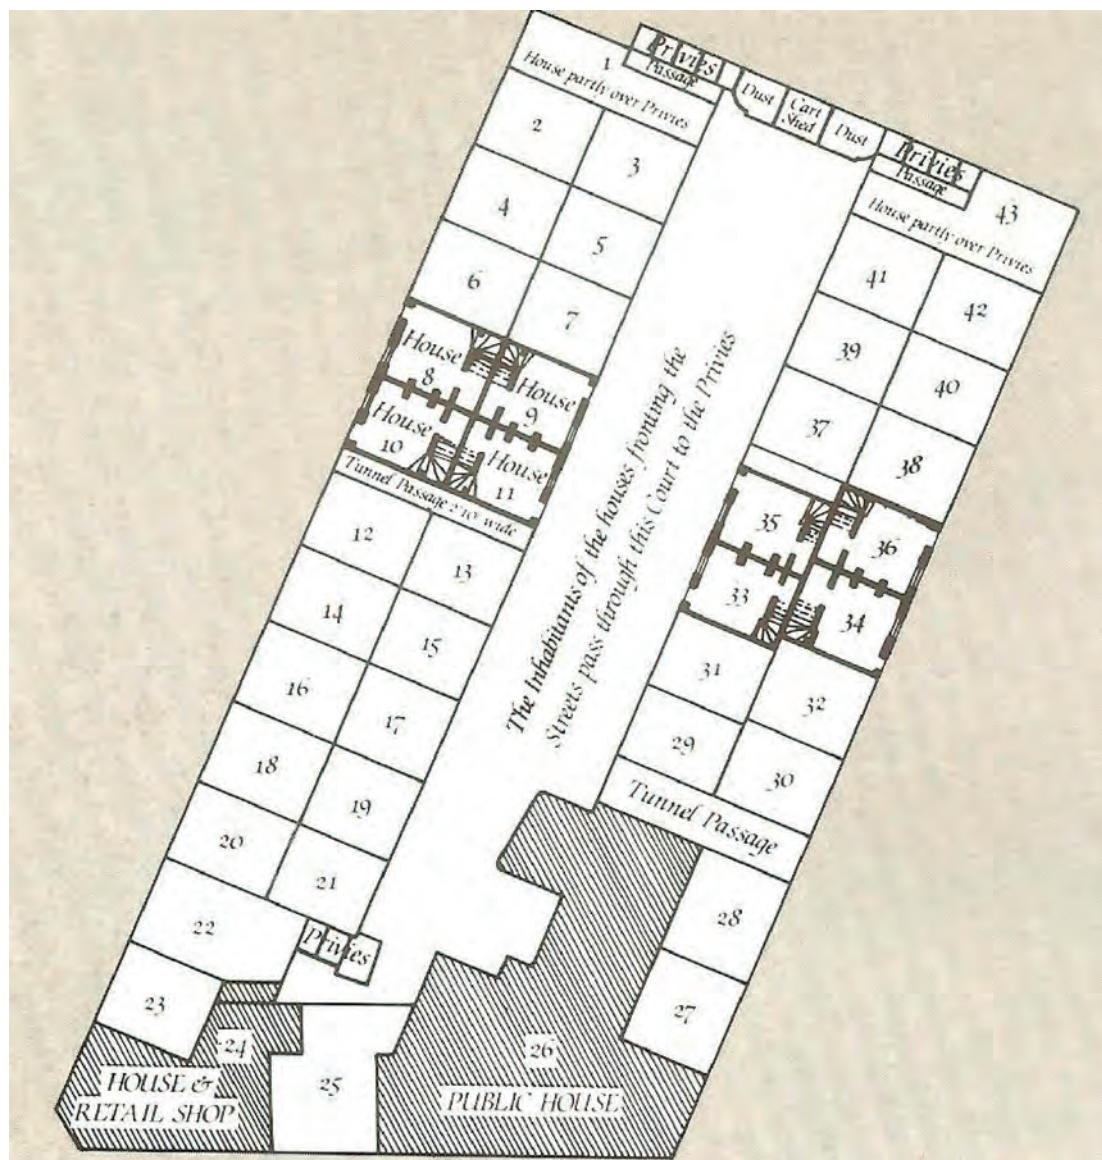 Privies
1
Passage
House partly over Privies
Dust
Cart
Shed
Dust
Privies
Passage
43
House partly over Privies
2
3
4
5
6
7
House
8
House
9
House
10
House
11
Tunnel Passage 2'10" wide
12
13
14
15
16
17
18
19
20
21
22
Privies
23
24
HOUSE &
RETAIL SHOP
25
26
PUBLIC HOUSE
27
28
Tunnel Passage
29
30
31
32
33
34
35
36
37
38
39
40
41
42
The Inhabitants of the houses fronting the
Streets pass through this Court to the Privies